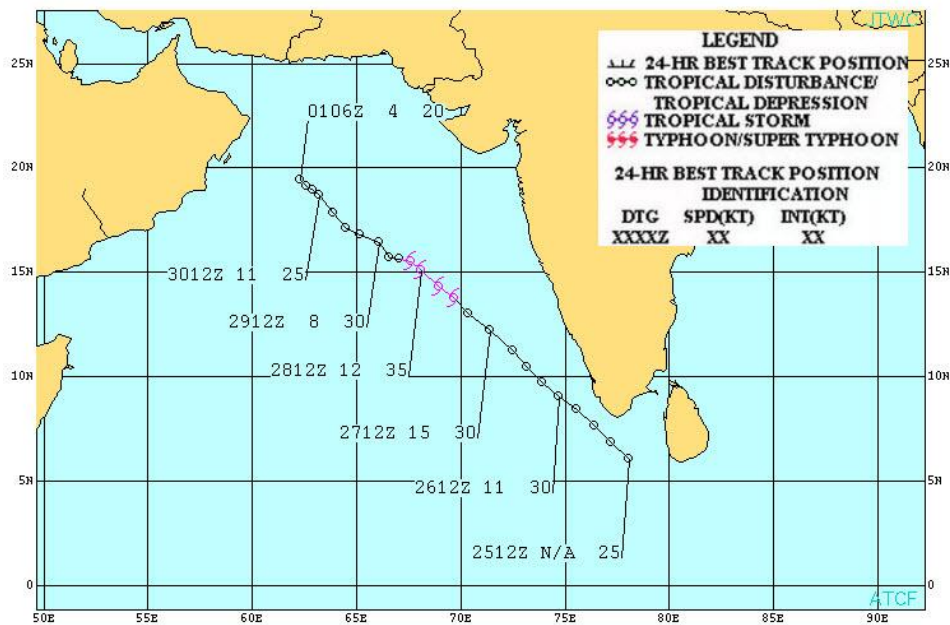 JTWC
LEGEND
24-HR BEST TRACK POSITION
TROPICAL DISTURBANCE/
TROPICAL DEPRESSION
TROPICAL STORM
TYPHOON/SUPER TYPHOON
24-HR BEST TRACK POSITION
IDENTIFICATION
DTG SPD(KT) INT(KT)
XXXXZ XX XX
25N 25N
0106Z 4 20
20N 20N
3012Z 11 25
15N 15N
2912Z 8 30
2812Z 12 35
10N 10N
2712Z 15 30
2612Z 11 30
5N 5N
2512Z N/A 25
0 0
ATCF
50E 55E 60E 65E 70E 75E 80E 85E 90E